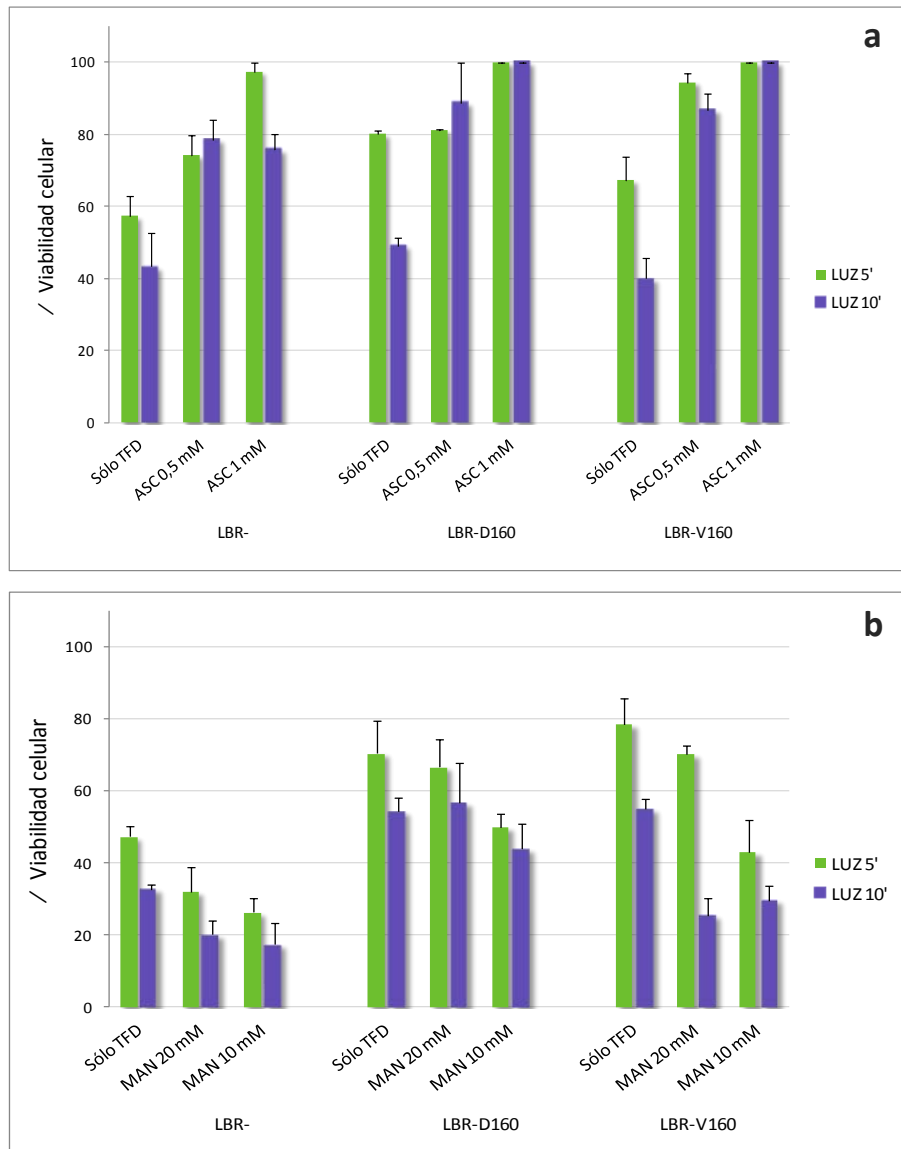 a
/ Viabilidad celular
100
80
60
40
20
0
LUZ 5'
LUZ 10'
Sólo TFD
ASC 0,5 mM
ASC 1 mM
Sólo TFD
ASC 0,5 mM
ASC 1 mM
Sólo TFD
ASC 0,5 mM
ASC 1 mM
LBR-
LBR-D160
LBR-V160
b
/ Viabilidad celular
100
80
60
40
20
0
LUZ 5'
LUZ 10'
Sólo TFD
MAN 20 mM
MAN 10 mM
Sólo TFD
MAN 20 mM
MAN 10 mM
Sólo TFD
MAN 20 mM
MAN 10 mM
LBR-
LBR-D160
LBR-V160